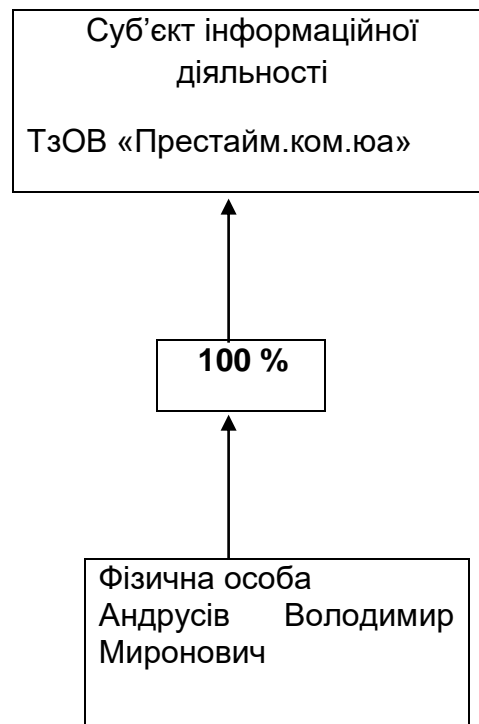 Суб’єкт інформаційної
діяльності
ТзОВ «Престайм.ком.юа»
100 %
Фізична особа
Андрусів Володимир
Миронович